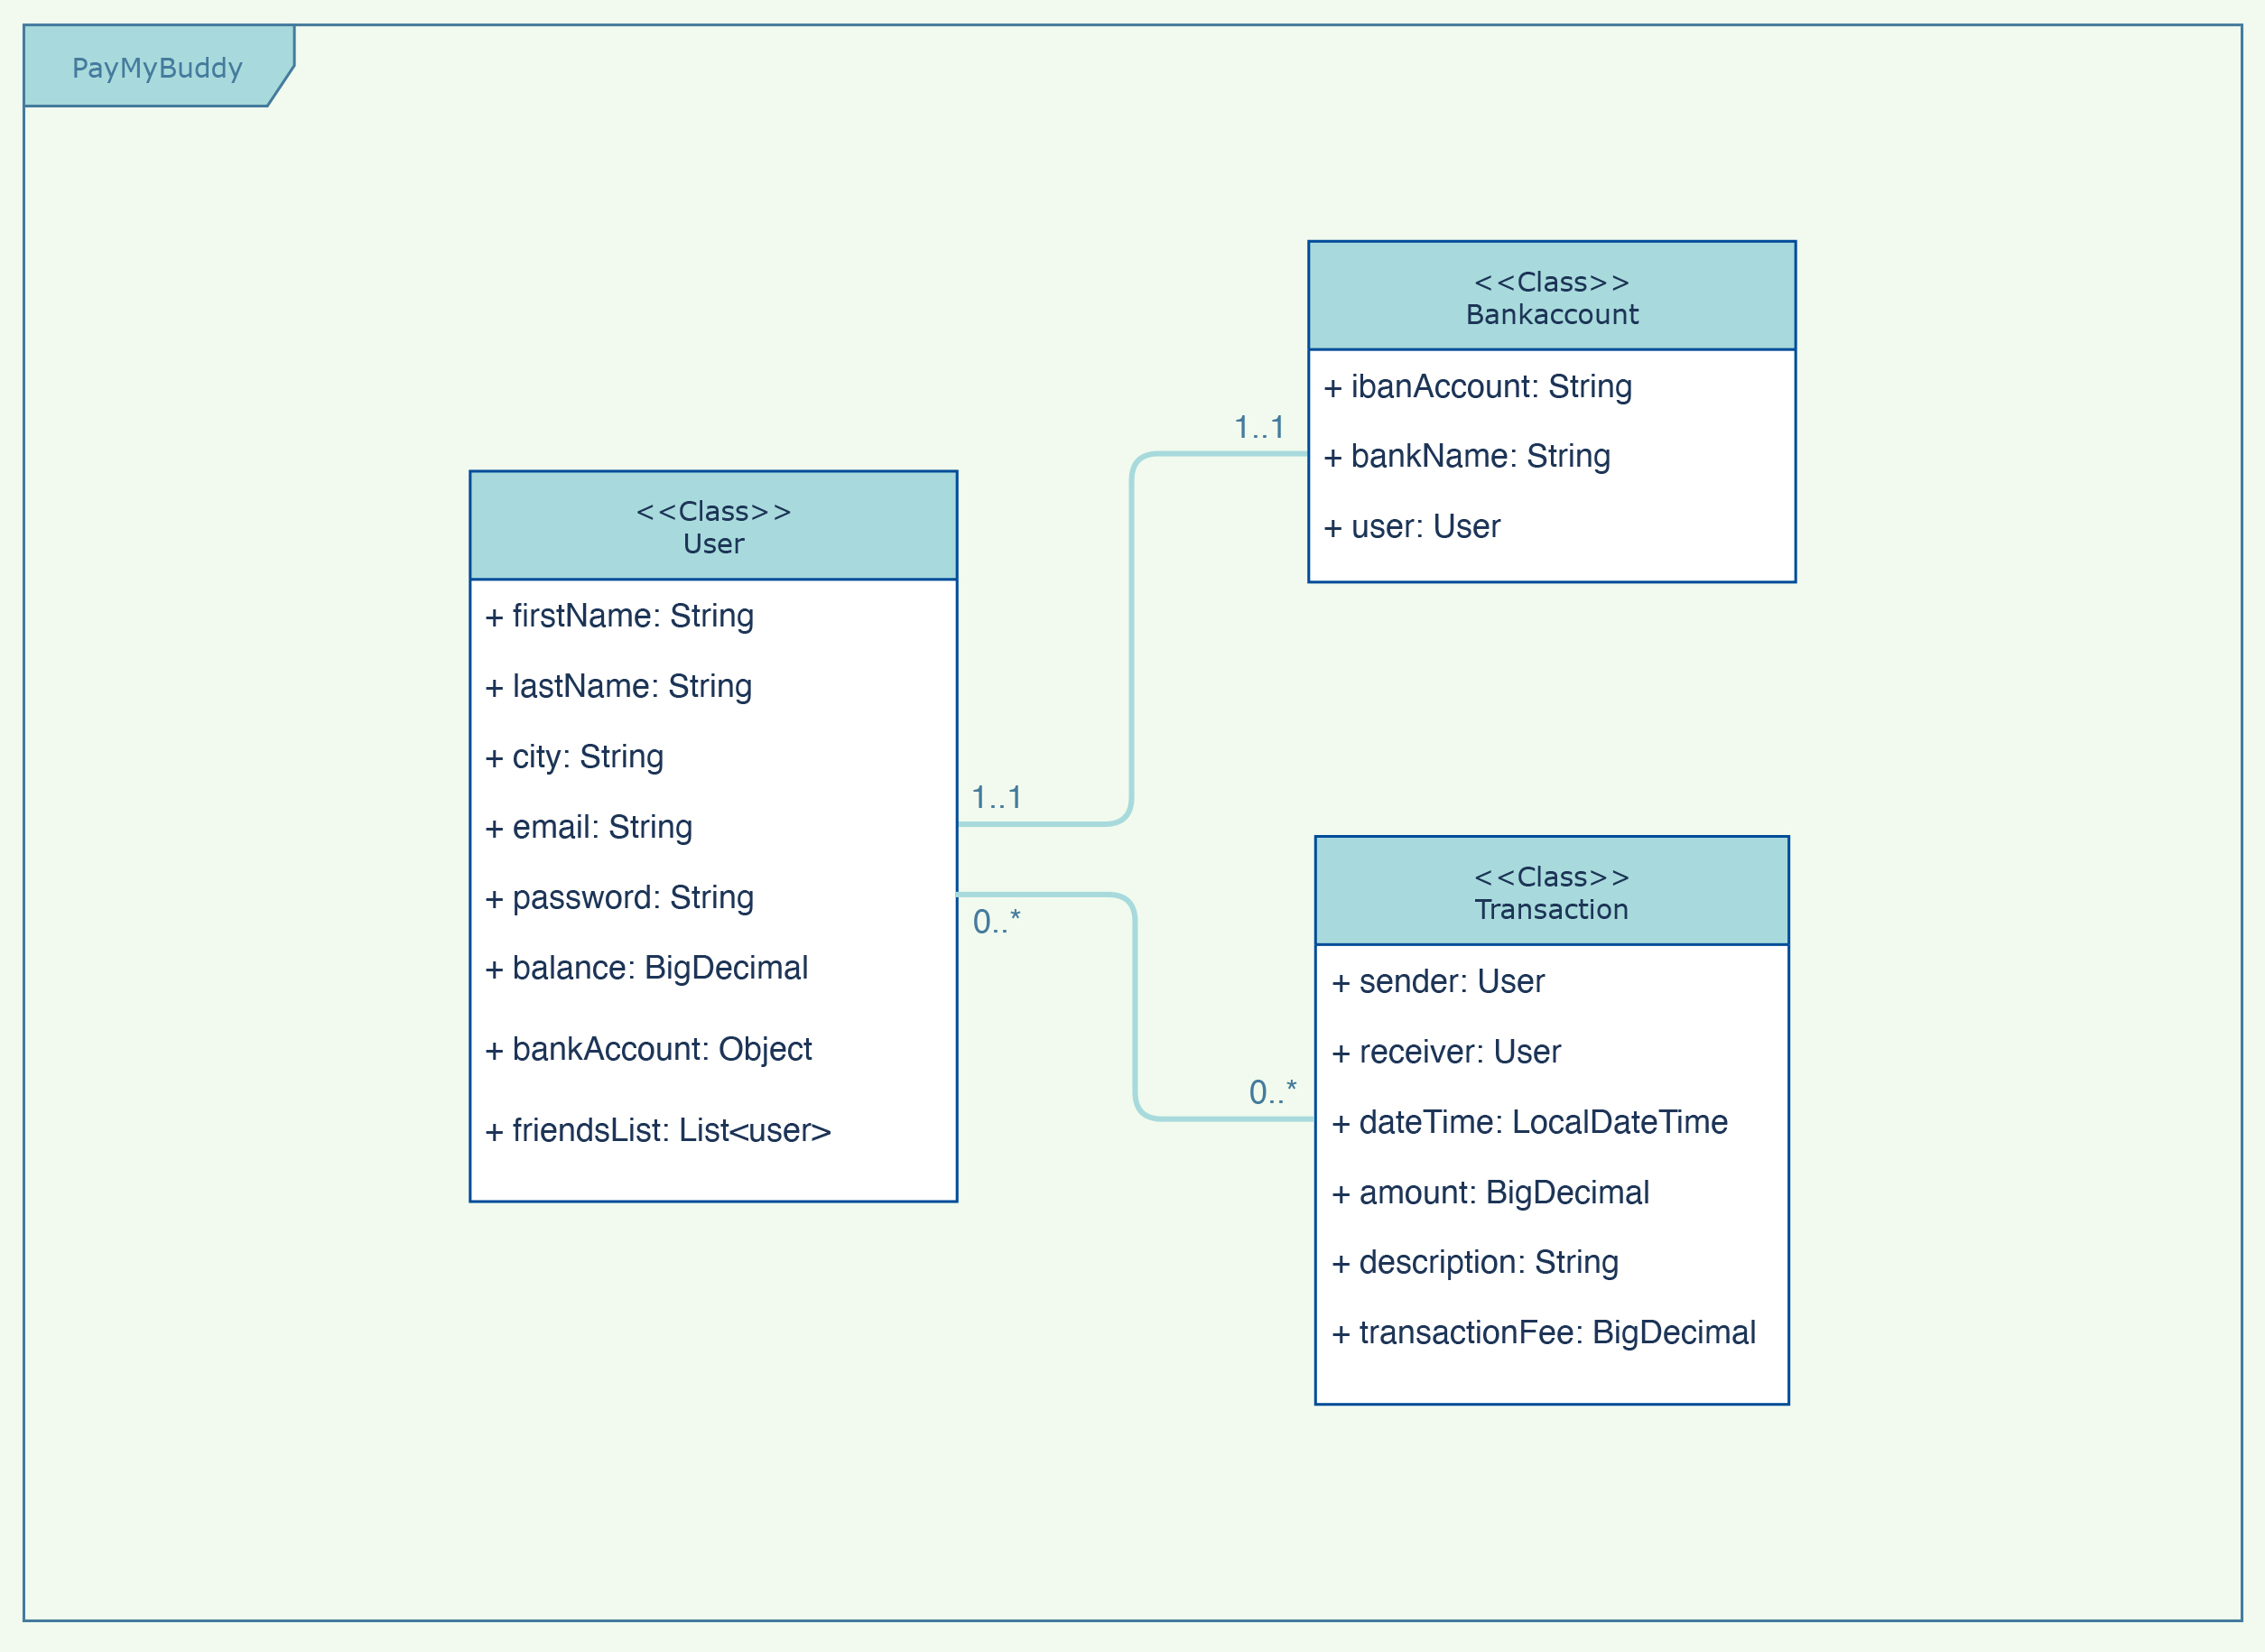 PayMyBuddy
<<Class>>
Bankaccount
+ ibanAccount: String
+ bankName: String
+ user: User
1..1
<<Class>>
User
+ firstName: String
+ lastName: String
+ city: String
+ email: String
+ password: String
+ balance: BigDecimal
+ bankAccount: Object
+ friendsList: List<user>
1..1
0..*
0..*
<<Class>>
Transaction
+ sender: User
+ receiver: User
+ dateTime: LocalDateTime
+ amount: BigDecimal
+ description: String
+ transactionFee: BigDecimal